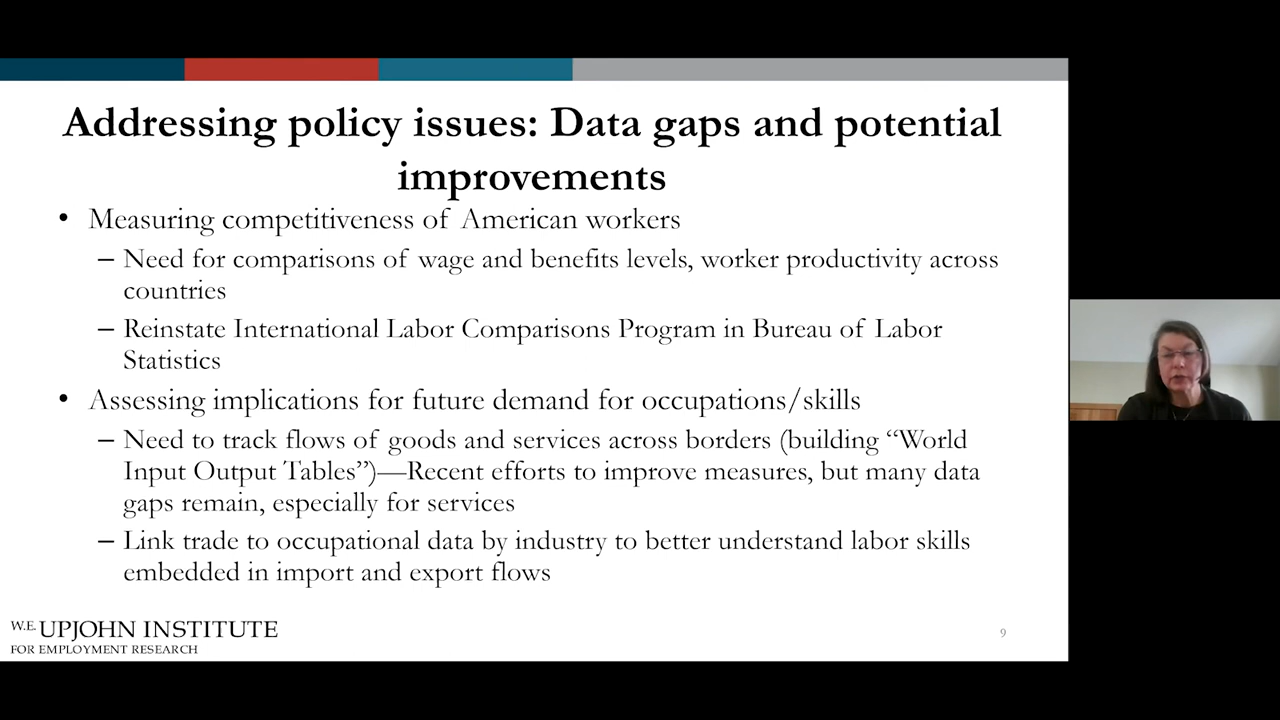 Addressing policy issues: Data gaps and potential
improvements
• Measuring competitiveness of American workers
– Need for comparisons of wage and benefits levels, worker productivity across
countries
– Reinstate International Labor Comparisons Program in Bureau of Labor
Statistics
• Assessing implications for future demand for occupations/skills
– Need to track flows of goods and services across borders (building “World
Input Output Tables”)—Recent efforts to improve measures, but many data
gaps remain, especially for services
– Link trade to occupational data by industry to better understand labor skills
embedded in import and export flows
W.E. UPJOHN INSTITUTE
FOR EMPLOYMENT RESEARCH
9